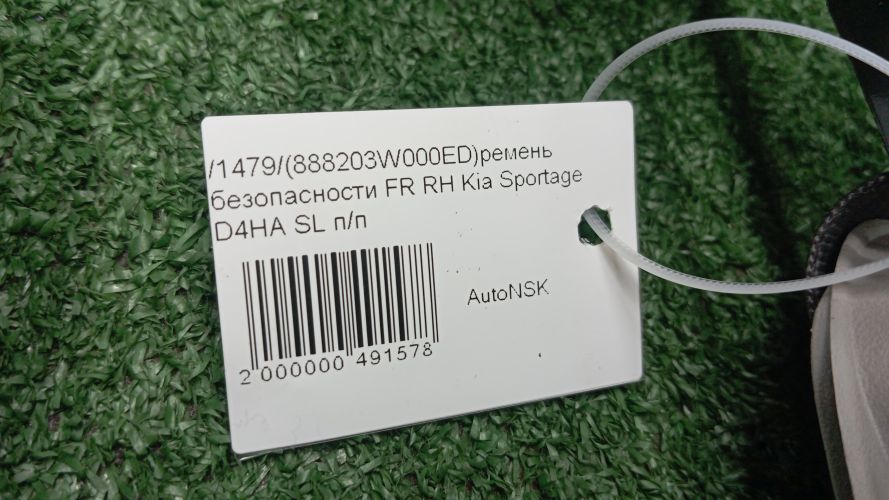 /1479/(888203W000ED)ремень
безопасности FR RH Kia Sportage
D4HA SL п/п
AutoNSK
2 000000 491578